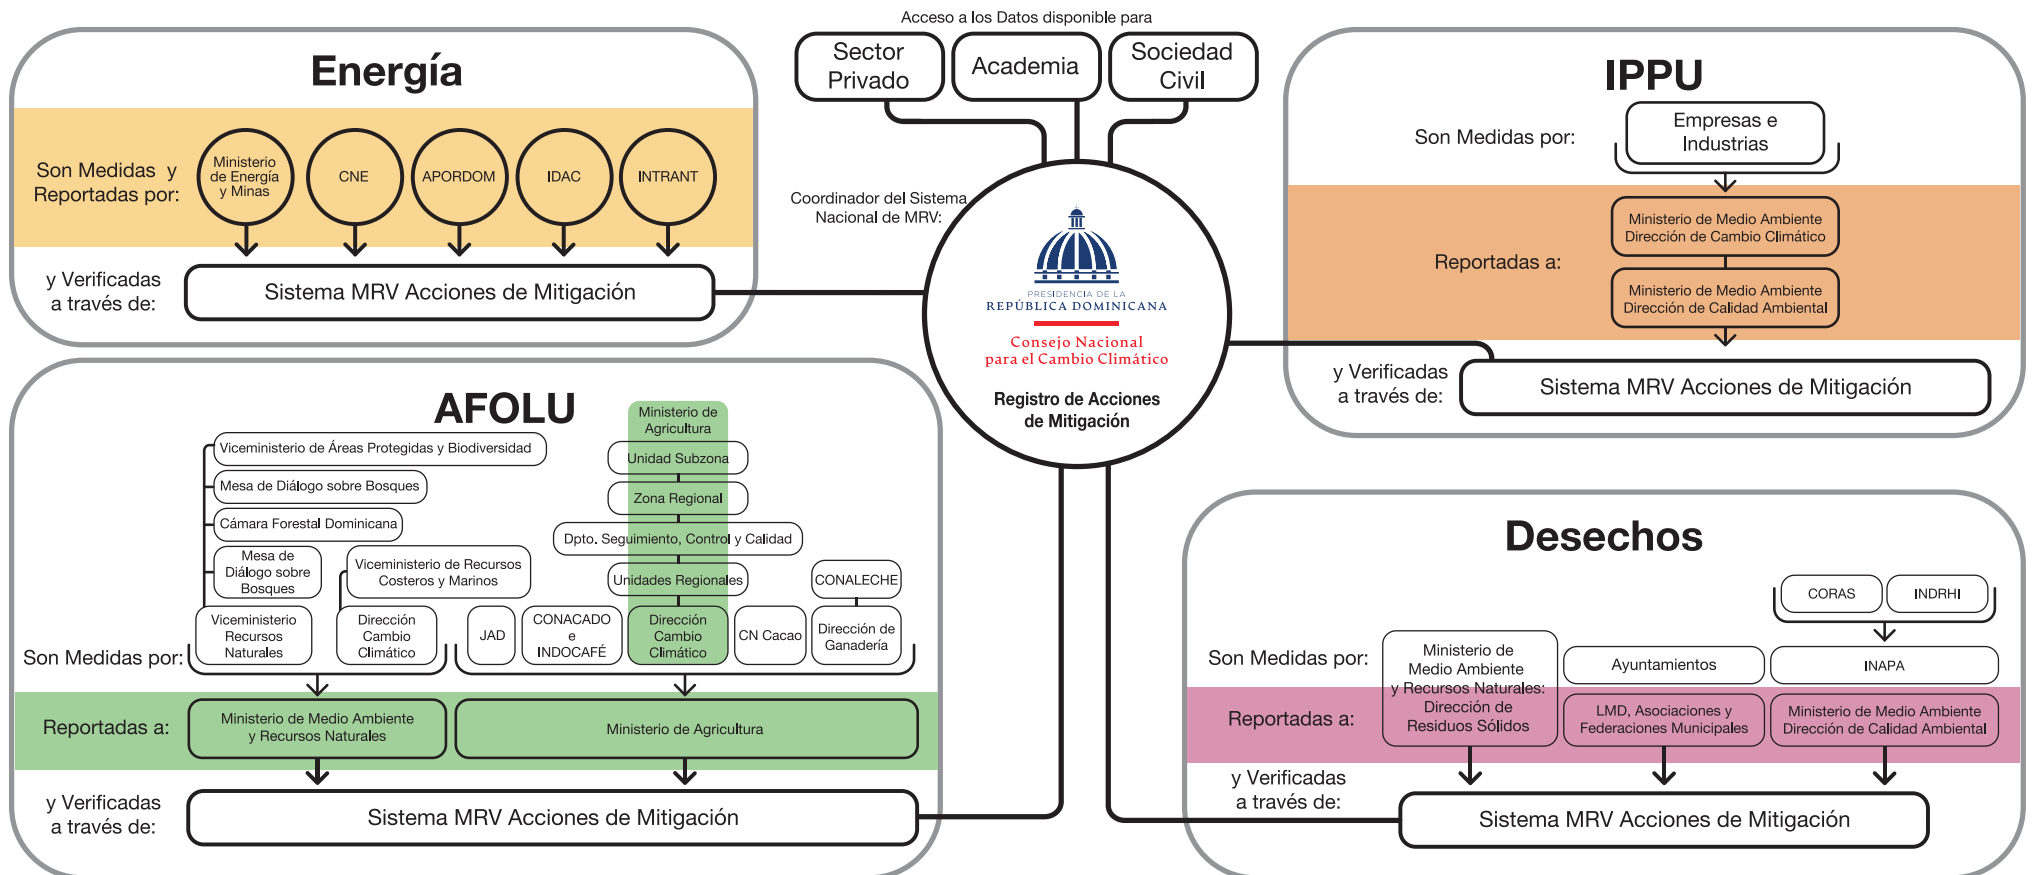 Acceso a los Datos disponible para
Sector
Privado
Academia
Sociedad
Civil
Energía
Son Medidas y
Reportadas por:
Ministerio
de Energía
y Minas
CNE
APORDOM
IDAC
INTRANT
y Verificadas
a través de:
Sistema MRV Acciones de Mitigación
Coordinador del Sistema
Nacional de MRV:
PRESIDENCIA DE LA
REPÚBLICA DOMINICANA
Consejo Nacional
para el Cambio Climático
Registro de Acciones
de Mitigación
IPPU
Son Medidas por:
Empresas e
Industrias
Reportadas a:
Ministerio de Medio Ambiente
Dirección de Cambio Climático
Ministerio de Medio Ambiente
Dirección de Calidad Ambiental
y Verificadas
a través de:
Sistema MRV Acciones de Mitigación
AFOLU
Viceministerio de Áreas Protegidas y Biodiversidad
Mesa de Diálogo sobre Bosques
Cámara Forestal Dominicana
Mesa de
Diálogo sobre
Bosques
Viceministerio de Recursos
Costeros y Marinos
Ministerio de
Agricultura
Unidad Subzona
Zona Regional
Dpto. Seguimiento, Control y Calidad
Unidades Regionales
CONALECHE
Son Medidas por:
Viceministerio
Recursos
Naturales
Dirección
Cambio
Climático
JAD
CONACADO
e
INDOCAFÉ
Dirección
Cambio
Climático
CN Cacao
Dirección de
Ganadería
Reportadas a:
Ministerio de Medio Ambiente
y Recursos Naturales
Ministerio de Agricultura
y Verificadas
a través de:
Sistema MRV Acciones de Mitigación
Desechos
CORAS
INDRHI
Son Medidas por:
Ministerio de
Medio Ambiente
y Recursos Naturales:
Dirección de
Residuos Sólidos
Ayuntamientos
INAPA
Reportadas a:
LMD, Asociaciones y
Federaciones Municipales
Ministerio de Medio Ambiente
Dirección de Calidad Ambiental
y Verificadas
a través de:
Sistema MRV Acciones de Mitigación